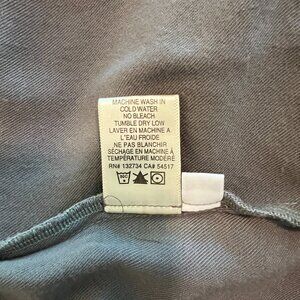 MACHINE WASH IN
COLD WATER
NO BLEACH
TUMBLE DRY LOW
LAVER EN MACHINE A
L'EAU FROIDE
NE PAS BLANCHIR
SÉCHAGE EN MACHINE À
TEMPÉRATURE MODÉRÉ
RN# 132734 CA# 54517